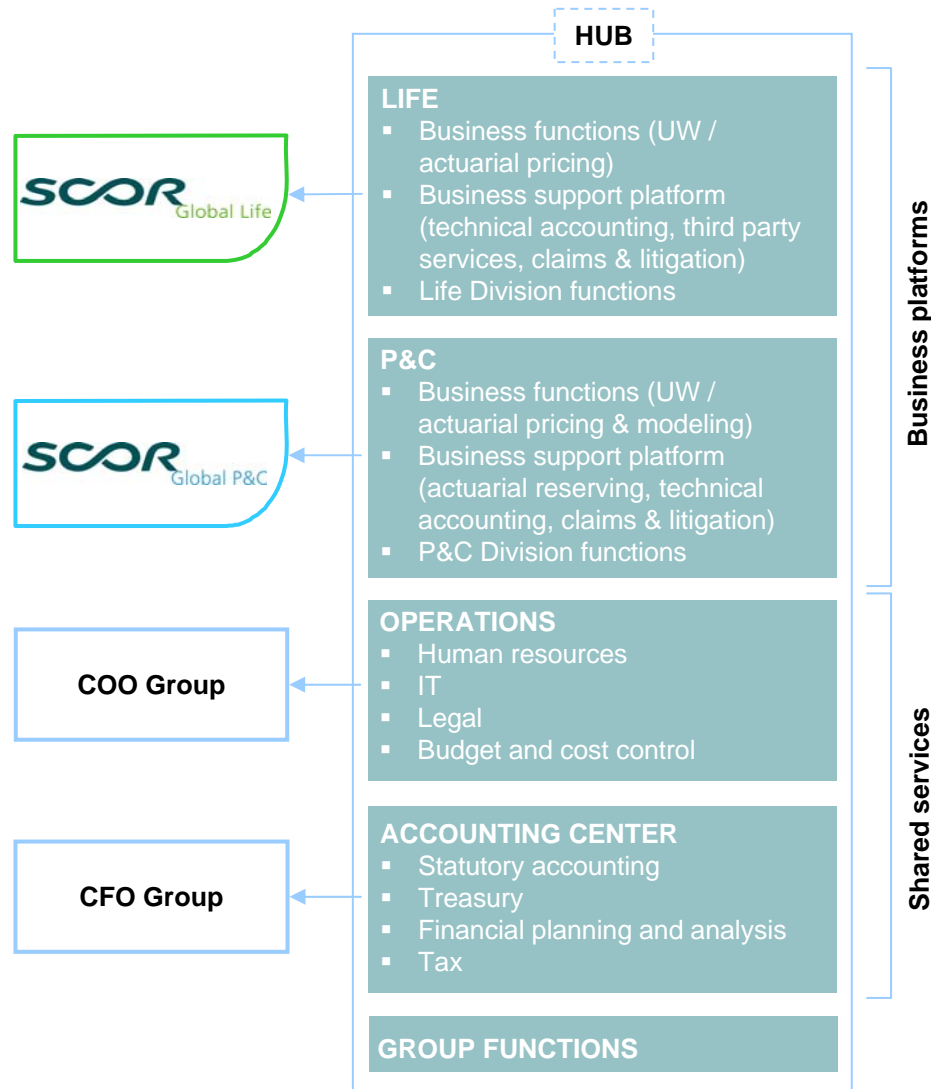 HUB
LIFE
▪ Business functions (UW /
actuarial pricing)
▪ Business support platform
(technical accounting, third party
services, claims & litigation)
▪ Life Division functions
SCOR
Global Life
P&C
▪ Business functions (UW /
actuarial pricing & modeling)
▪ Business support platform
(actuarial reserving, technical
accounting, claims & litigation)
▪ P&C Division functions
SCOR
Global P&C
Business platforms
OPERATIONS
▪ Human resources
▪ IT
▪ Legal
▪ Budget and cost control
COO Group
ACCOUNTING CENTER
▪ Statutory accounting
▪ Treasury
▪ Financial planning and analysis
▪ Tax
CFO Group
Shared services
GROUP FUNCTIONS